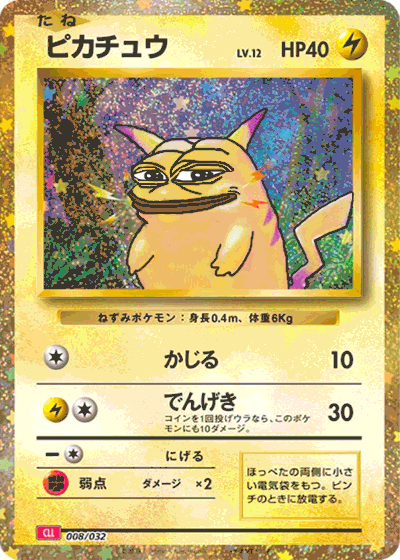 たね
ピカチュウ LV.12 HP40
ねずみポケモン：身長0.4m、体重6Kg
かじる 10
でんげき 30
コインを1回投げウラなら、このポケ
モンにも10ダメージ。
にげる
弱点 ダメージ ×2
ほっぺたの両側に小さ
い電気袋をもつ。ピン
チのときに放電する。
CLL 008/032